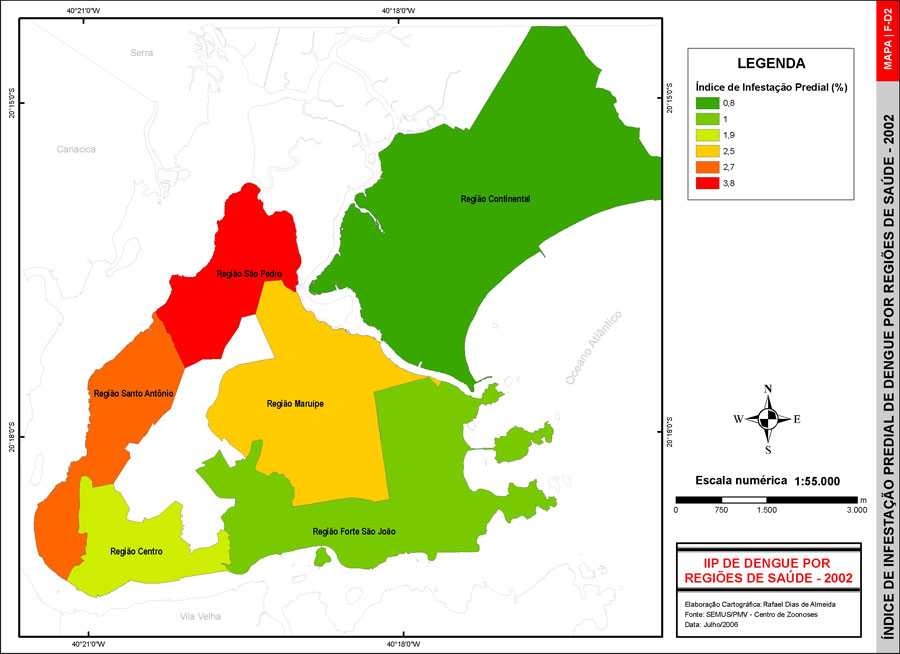 40°21'0"W
40°18'0"W
Serra
Cariacica
20°15'0"S
20°15'0"S
Região Continental
Região São Pedro
Região Santo Antônio
Região Maruipe
Oceano Atlântico
20°18'0"S
20°18'0"S
Região Forte São João
Região Centro
Vila Velha
40°21'0"W
40°18'0"W
LEGENDA
Índice de Infestação Predial (%)
0,8
1
1,9
2,5
2,7
3,8
N
W E
S
Escala numérica 1:55.000
m
0 750 1.500 3.000
IIP DE DENGUE POR
REGIÕES DE SAÚDE - 2002
Elaboração Cartográfica: Rafael Dias de Almeida
Fonte: SEMUS/PMV - Centro de Zoonoses
Data: Julho/2006
MAPA | F-D2
ÍNDICE DE INFESTAÇÃO PREDIAL DE DENGUE POR REGIÕES DE SAÚDE - 2002